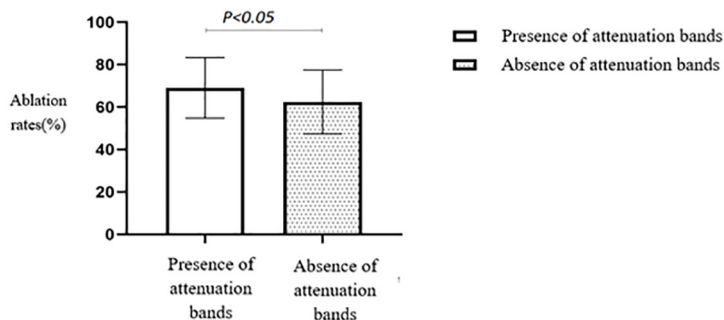 P<0.05
100
80
60
40
20
0
Ablation
rates(%)
Presence of
attenuation
bands
Absence of
attenuation
bands
Presence of attenuation bands
Absence of attenuation bands